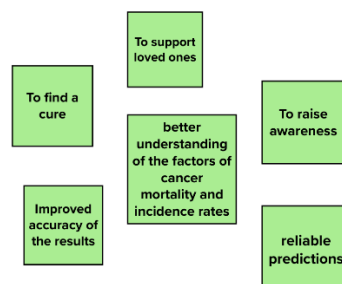 To support
loved ones
To find a
cure
To raise
awareness
better
understanding
of the factors of
cancer
mortality and
incidence rates
Improved
accuracy of
the results
reliable
predictions